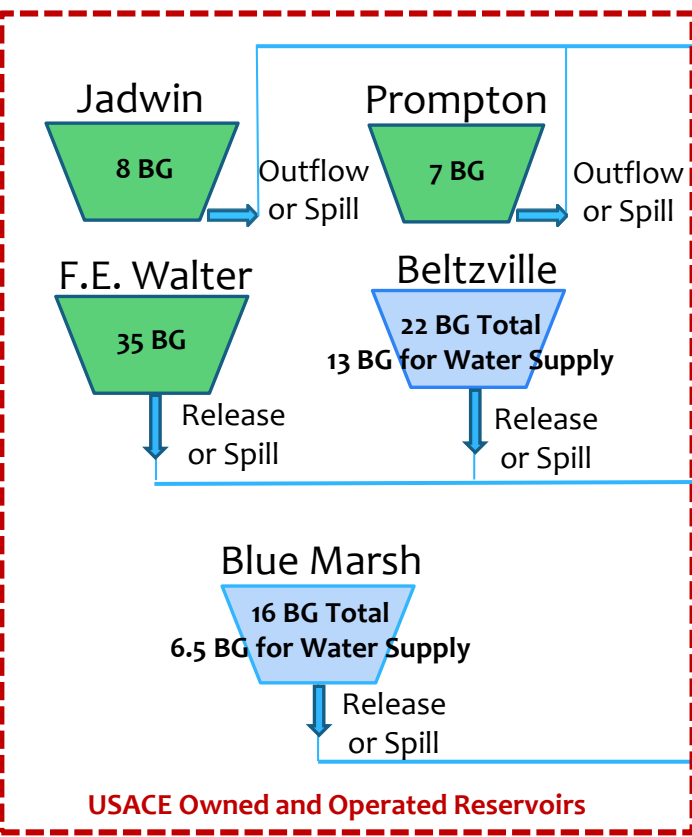 Jadwin
8 BG
Outflow
or Spill
Prompton
7 BG
Outflow
or Spill
F.E. Walter
35 BG
Release
or Spill
Beltzville
22 BG Total
13 BG for Water Supply
Release
or Spill
Blue Marsh
16 BG Total
6.5 BG for Water Supply
Release
or Spill
USACE Owned and Operated Reservoirs